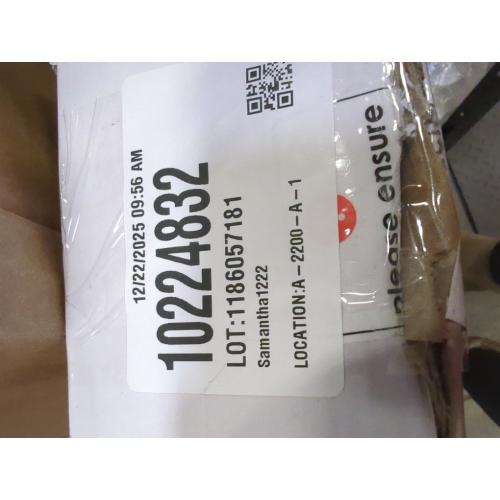 12/22/2025 09:56 AM
10224832
LOT:1186057181
Samantha1222
LOCATION:A-2200-A-1
please ensure